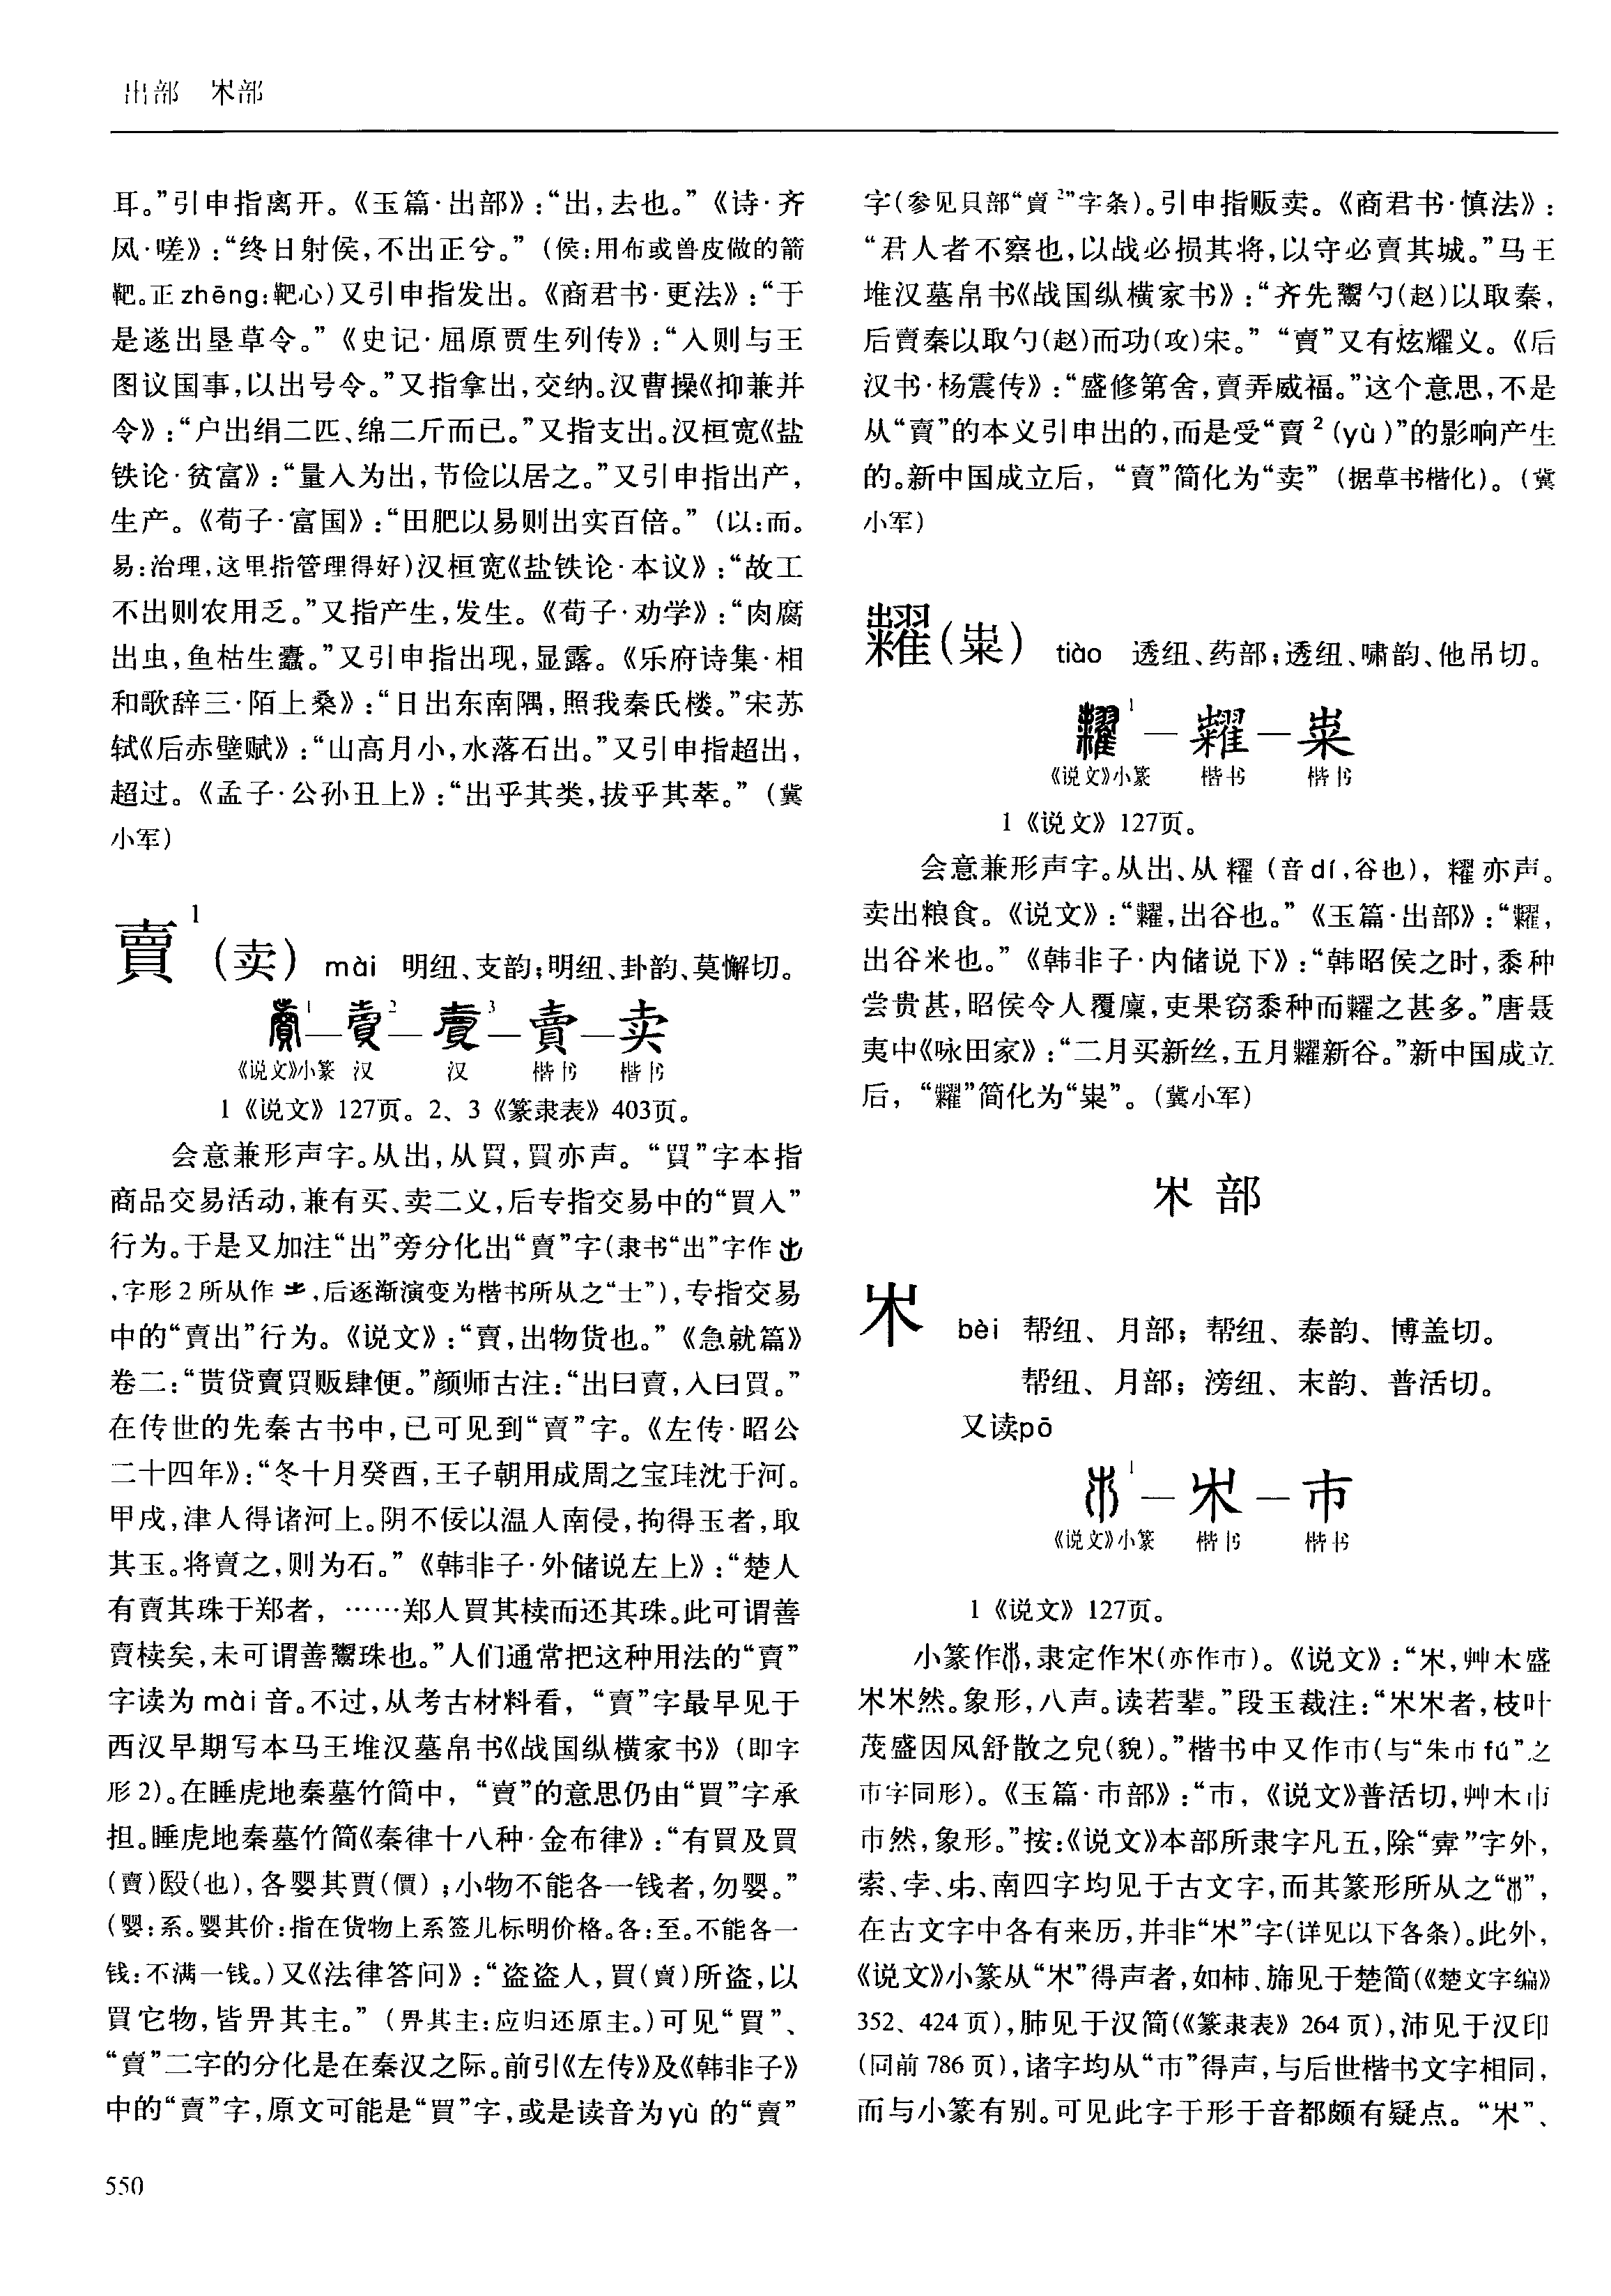 出部 𣎵部
耳。”引申指离开。《玉篇·出部》:“出,去也。”《诗·齐
风·嗟》:“终日射侯,不出正兮。”(侯:用布或兽皮做的箭
靶。正zhēng:靶心)又引申指发出。《商君书·更法》:“于
是遂出垦草令。”《史记·屈原贾生列传》:“入则与王
图议国事,以出号令。”又指拿出,交纳。汉曹操《抑兼并
令》:“户出绢二匹、绵二斤而已。”又指支出。汉桓宽《盐
铁论·贫富》:“量入为出,节俭以居之。”又引申指出产,
生产。《荀子·富国》:“田肥以易则出实百倍。”(以:而。
易:治理,这里指管理得好)汉桓宽《盐铁论·本议》:“故工
不出则农用乏。”又指产生,发生。《荀子·劝学》:“肉腐
出虫,鱼枯生蠹。”又引申指出现,显露。《乐府诗集·相
和歌辞三·陌上桑》:“日出东南隅,照我秦氏楼。”宋苏
轼《后赤壁赋》:“山高月小,水落石出。”又引申指超出,
超过。《孟子·公孙丑上》:“出乎其类,拔乎其萃。”(冀
小军)
賣¹(卖) mài 明纽、支韵;明纽、卦韵、莫懈切。
賣¹—賣²—賣³—賣—卖
《说文》小篆 汉 汉 楷书 楷书
1《说文》127页。2、3《篆隶表》403页。
会意兼形声字。从出,从買,買亦声。“買”字本指
商品交易活动,兼有买、卖二义,后专指交易中的“買入”
行为。于是又加注“出”旁分化出“賣”字(隶书“出”字作
,字形2所从作 ,后逐渐演变为楷书所从之“士”),专指交易
中的“賣出”行为。《说文》:“賣,出物货也。”《急就篇》
卷二:“贳贷賣買贩肆便。”颜师古注:“出曰賣,入曰買。”
在传世的先秦古书中,已可见到“賣”字。《左传·昭公
二十四年》:“冬十月癸酉,王子朝用成周之宝珪沈于河。
甲戌,津人得诸河上。阴不佞以温人南侵,拘得玉者,取
其玉。将賣之,则为石。”《韩非子·外储说左上》:“楚人
有賣其珠于郑者,……郑人買其椟而还其珠。此可谓善
賣椟矣,未可谓善鬻珠也。”人们通常把这种用法的“賣”
字读为mài音。不过,从考古材料看,“賣”字最早见于
西汉早期写本马王堆汉墓帛书《战国纵横家书》(即字
形2)。在睡虎地秦墓竹简中,“賣”的意思仍由“買”字承
担。睡虎地秦墓竹简《秦律十八种·金布律》:“有買及買
(賣)殹(也),各婴其賈(價);小物不能各一钱者,勿婴。”
(婴:系。婴其价:指在货物上系签儿标明价格。各:至。不能各一
钱:不满一钱。)又《法律答问》:“盗盗人,買(賣)所盗,以
買它物,皆畀其主。”(畀其主:应归还原主。)可见“買”、
“賣”二字的分化是在秦汉之际。前引《左传》及《韩非子》
中的“賣”字,原文可能是“買”字,或是读音为yù的“賣”
550
字(参见贝部“賣²”字条)。引申指贩卖。《商君书·慎法》:
“君人者不察也,以战必损其将,以守必賣其城。”马王
堆汉墓帛书《战国纵横家书》:“齐先鬻勺(赵)以取秦,
后賣秦以取勺(赵)而功(攻)宋。”“賣”又有炫耀义。《后
汉书·杨震传》:“盛修第舍,賣弄威福。”这个意思,不是
从“賣”的本义引申出的,而是受“賣²(yù)”的影响产生
的。新中国成立后,“賣”简化为“卖”(据草书楷化)。(冀
小军)
糶(粜) tiào 透纽、药部;透纽、啸韵、他吊切。
糶¹—糶—粜
《说文》小篆 楷书 楷书
1《说文》127页。
会意兼形声字。从出、从糴(音dí,谷也),糴亦声。
卖出粮食。《说文》:“糶,出谷也。”《玉篇·出部》:“糶,
出谷米也。”《韩非子·内储说下》:“韩昭侯之时,黍种
尝贵甚,昭侯令人覆廪,吏果窃黍种而糶之甚多。”唐聂
夷中《咏田家》:“二月买新丝,五月糶新谷。”新中国成立
后,“糶”简化为“粜”。(冀小军)
𣎵部
𣎵 bèi 帮纽、月部;帮纽、泰韵、博盖切。
帮纽、月部;滂纽、末韵、普活切。
又读pō
𣎵¹—𣎵—巿
《说文》小篆 楷书 楷书
1《说文》127页。
小篆作𣎵,隶定作𣎵(亦作巿)。《说文》:“𣎵,艸木盛
𣎵𣎵然。象形,八声。读若辈。”段玉裁注:“𣎵𣎵者,枝叶
茂盛因风舒散之皃(貌)。”楷书中又作巿(与“朱巿fú”之
巿字同形)。《玉篇·巿部》:“巿,《说文》普活切,艸木巿
巿然,象形。”按:《说文》本部所隶字凡五,除“𣎵”字外,
索、孛、𠂔、南四字均见于古文字,而其篆形所从之“𣎵”,
在古文字中各有来历,并非“𣎵”字(详见以下各条)。此外,
《说文》小篆从“𣎵”得声者,如杮、旆见于楚简(《楚文字编》
352、424页),肺见于汉简(《篆隶表》264页),沛见于汉印
(同前786页),诸字均从“巿”得声,与后世楷书文字相同,
而与小篆有别。可见此字于形于音都颇有疑点。“𣎵”、